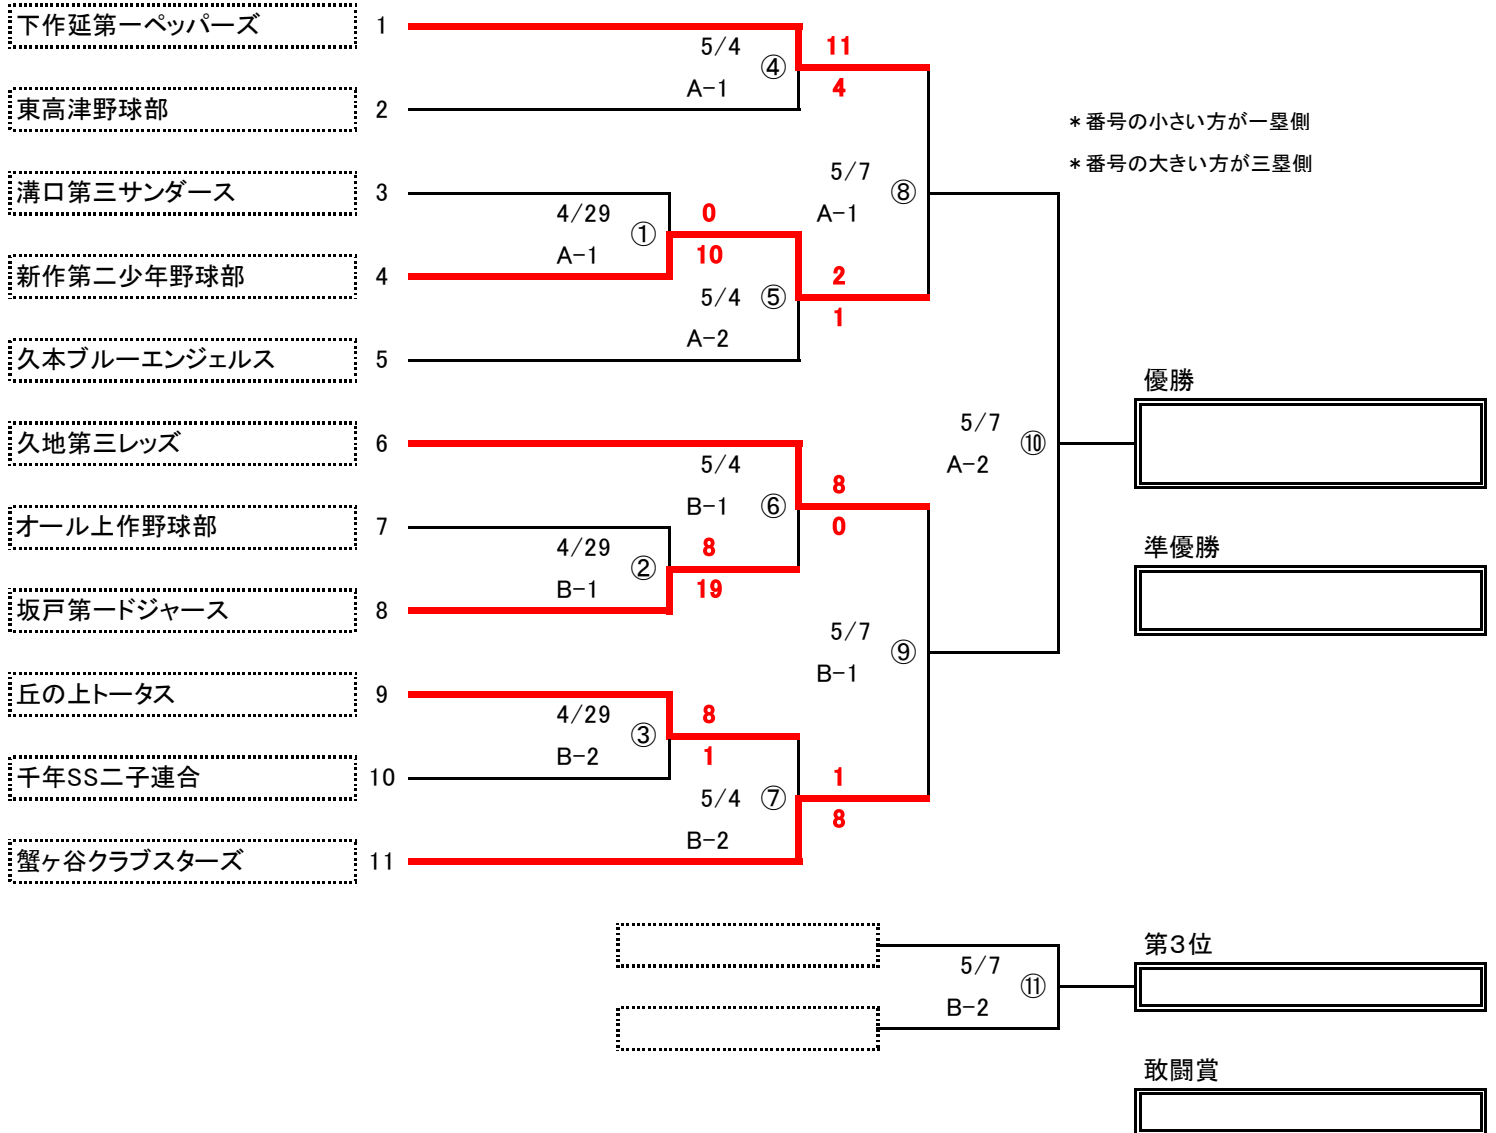 下作延第一ペッパーズ 1
5/4 ④ 11
A-1 4
東高津野球部 2
*番号の小さい方が一塁側
*番号の大きい方が三塁側
溝口第三サンダース 3
5/7 ⑧
A-1
4/29 ① 0
A-1 10
新作第二少年野球部 4
5/4 ⑤ 2
A-2 1
久本ブルーエンジェルス 5
優勝
5/7 ⑩
A-2
久地第三レッズ 6
5/4 8
B-1 ⑥ 0
オール上作野球部 7
4/29 ② 8
B-1 19
準優勝
坂戸第一ドジャース 8
5/7 ⑨
B-1
丘の上トータス 9
4/29 ③ 8
B-2 1
千年SS二子連合 10
5/4 ⑦ 1
B-2 8
蟹ヶ谷クラブスターズ 11
第3位
5/7 ⑪
B-2
敢闘賞